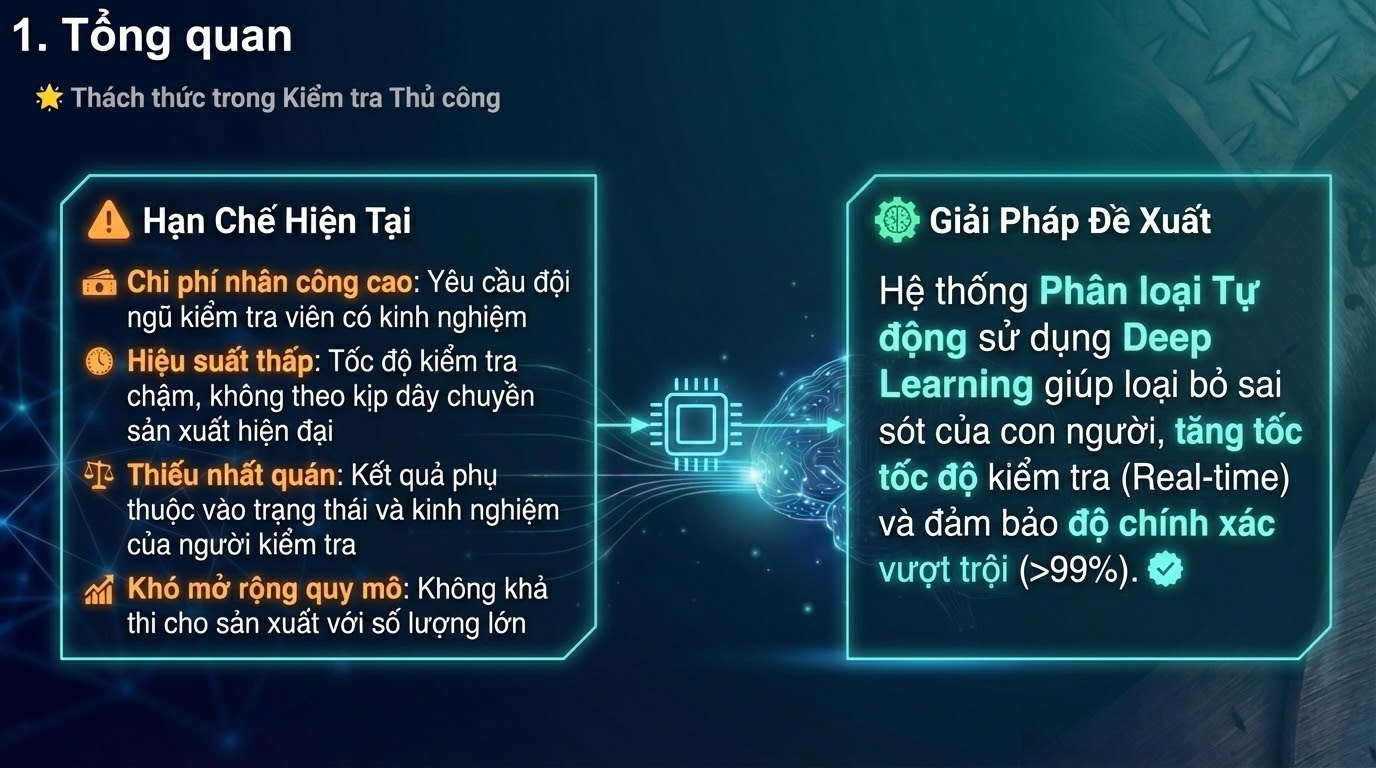 1. Tổng quan
Thách thức trong Kiểm tra Thủ công
Hạn Chế Hiện Tại
Chi phí nhân công cao: Yêu cầu đội
ngũ kiểm tra viên có kinh nghiệm
Hiệu suất thấp: Tốc độ kiểm tra
chậm, không theo kịp dây chuyền
sản xuất hiện đại
Thiếu nhất quán: Kết quả phụ
thuộc vào trạng thái và kinh nghiệm
của người kiểm tra
Khó mở rộng quy mô: Không khả
thi cho sản xuất với số lượng lớn
Giải Pháp Đề Xuất
Hệ thống Phân loại Tự
động sử dụng Deep
Learning giúp loại bỏ sai
sót của con người, tăng tốc
tốc độ kiểm tra (Real-time)
và đảm bảo độ chính xác
vượt trội (>99%).